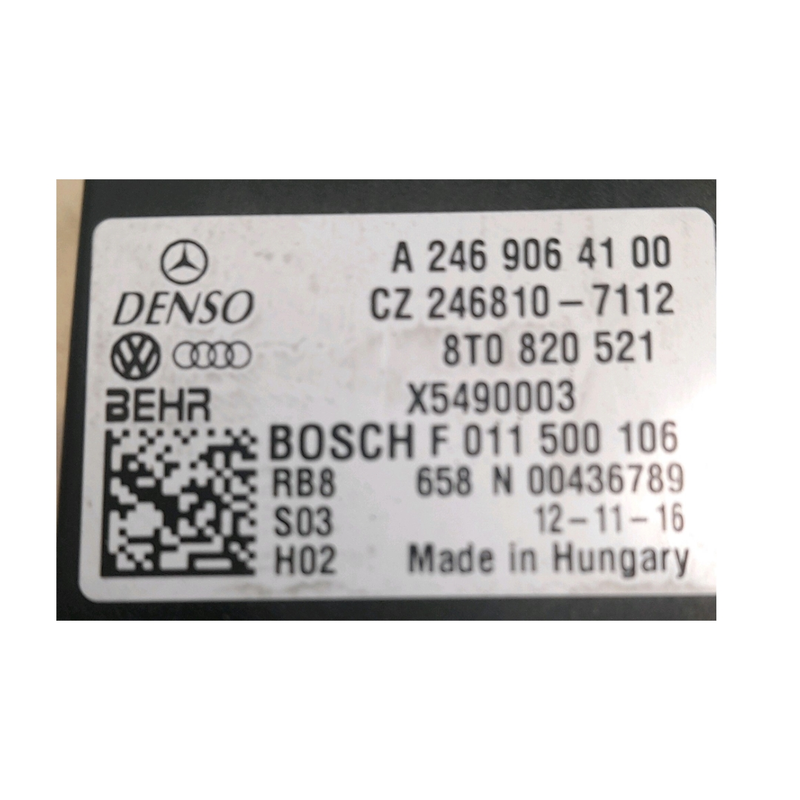 A 246 906 41 00
DENSO CZ 246810-7112
8T0 820 521
BEHR X5490003
BOSCH F 011 500 106
RB8 658 N 00436789
S03 12-11-16
H02 Made in Hungary